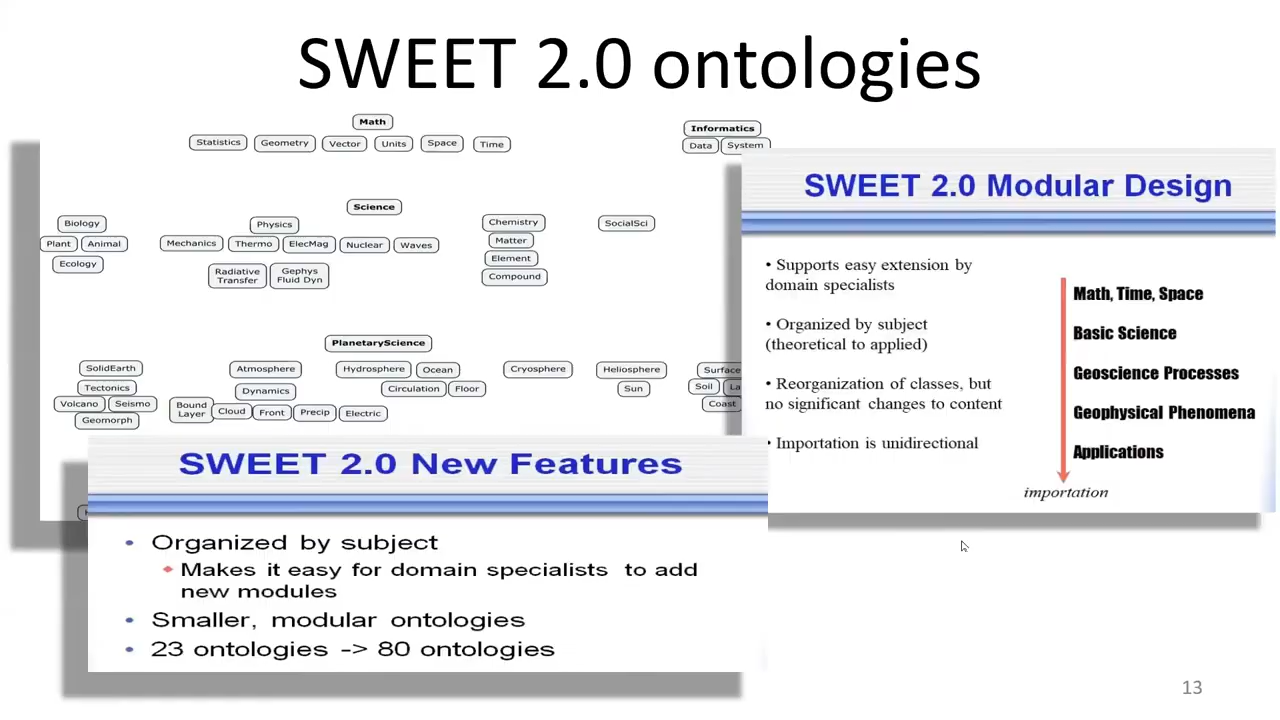 SWEET 2.0 ontologies
Math
Statistics Geometry Vector Units Space Time
Informatics
Data System
Science
Biology
Plant Animal
Ecology
Physics
Mechanics Thermo ElecMag Nuclear Waves
Radiative
Transfer
Gephys
Fluid Dyn
Chemistry
Matter
Element
Compound
SocialSci
PlanetaryScience
SolidEarth
Tectonics
Volcano Seismo
Geomorph
Atmosphere
Dynamics
Bound
Layer
Cloud Front Precip Electric
Hydrosphere Ocean
Circulation Floor
Cryosphere
Heliosphere
Sun
Surface
Soil
Coast
SWEET 2.0 Modular Design
• Supports easy extension by
domain specialists
• Organized by subject
(theoretical to applied)
• Reorganization of classes, but
no significant changes to content
• Importation is unidirectional
Math, Time, Space
Basic Science
Geoscience Processes
Geophysical Phenomena
Applications
importation
SWEET 2.0 New Features
• Organized by subject
Makes it easy for domain specialists to add
new modules
• Smaller, modular ontologies
• 23 ontologies -> 80 ontologies
13